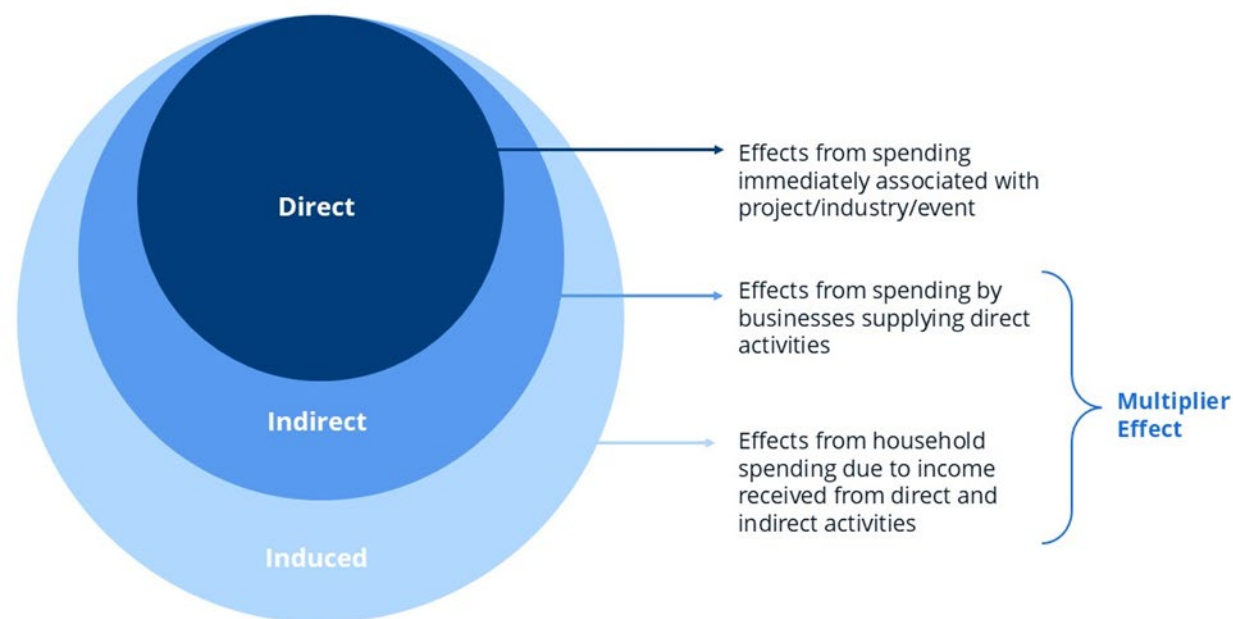 Direct
Effects from spending
immediately associated with
project/industry/event
Indirect
Effects from spending by
businesses supplying direct
activities
Induced
Effects from household
spending due to income
received from direct and
indirect activities
Multiplier
Effect